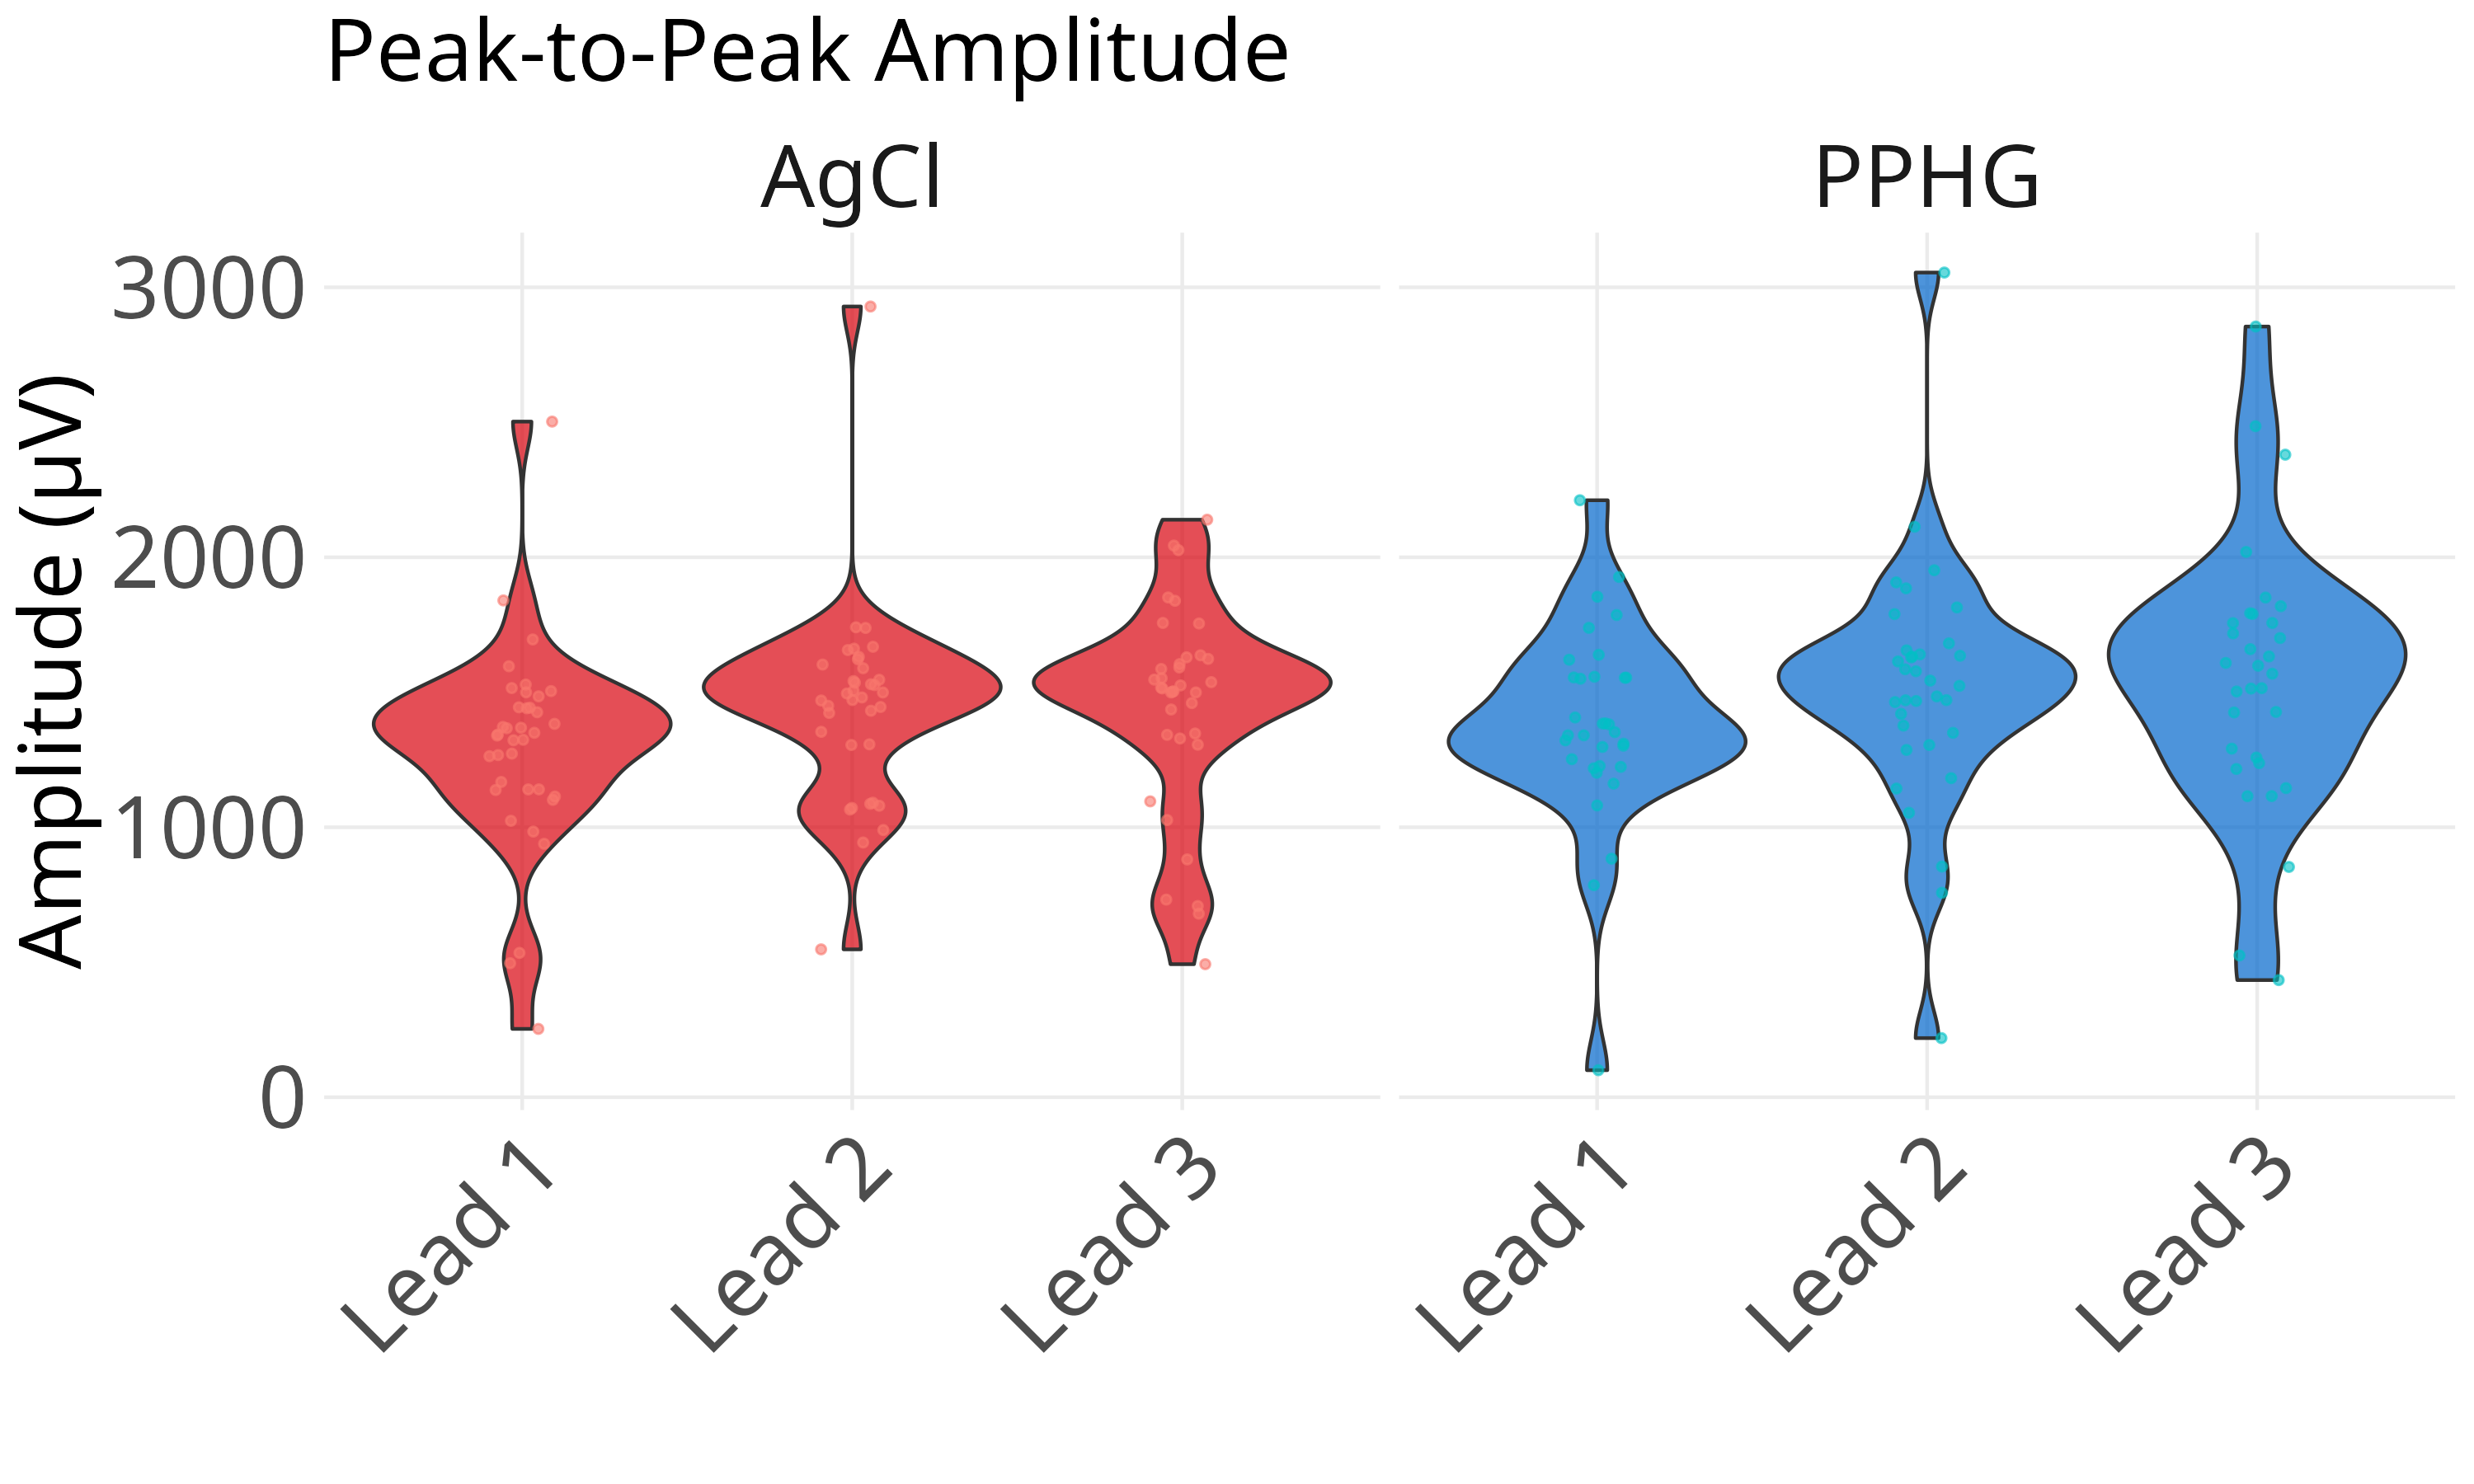 Peak-to-Peak Amplitude
AgCl
PPHG
Amplitude (µV)
3000
2000
1000
0
Lead 1
Lead 2
Lead 3
Lead 1
Lead 2
Lead 3